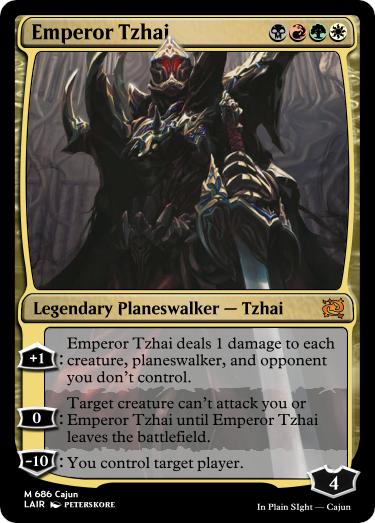 Emperor Tzhai
Legendary Planeswalker — Tzhai
+1: Emperor Tzhai deals 1 damage to each
creature, planeswalker, and opponent
you don't control.
Target creature can't attack you or
0: Emperor Tzhai until Emperor Tzhai
leaves the battlefield.
-10: You control target player.
4
M 686 Cajun
LAIR PETERSKORE
In Plain SIght — Cajun